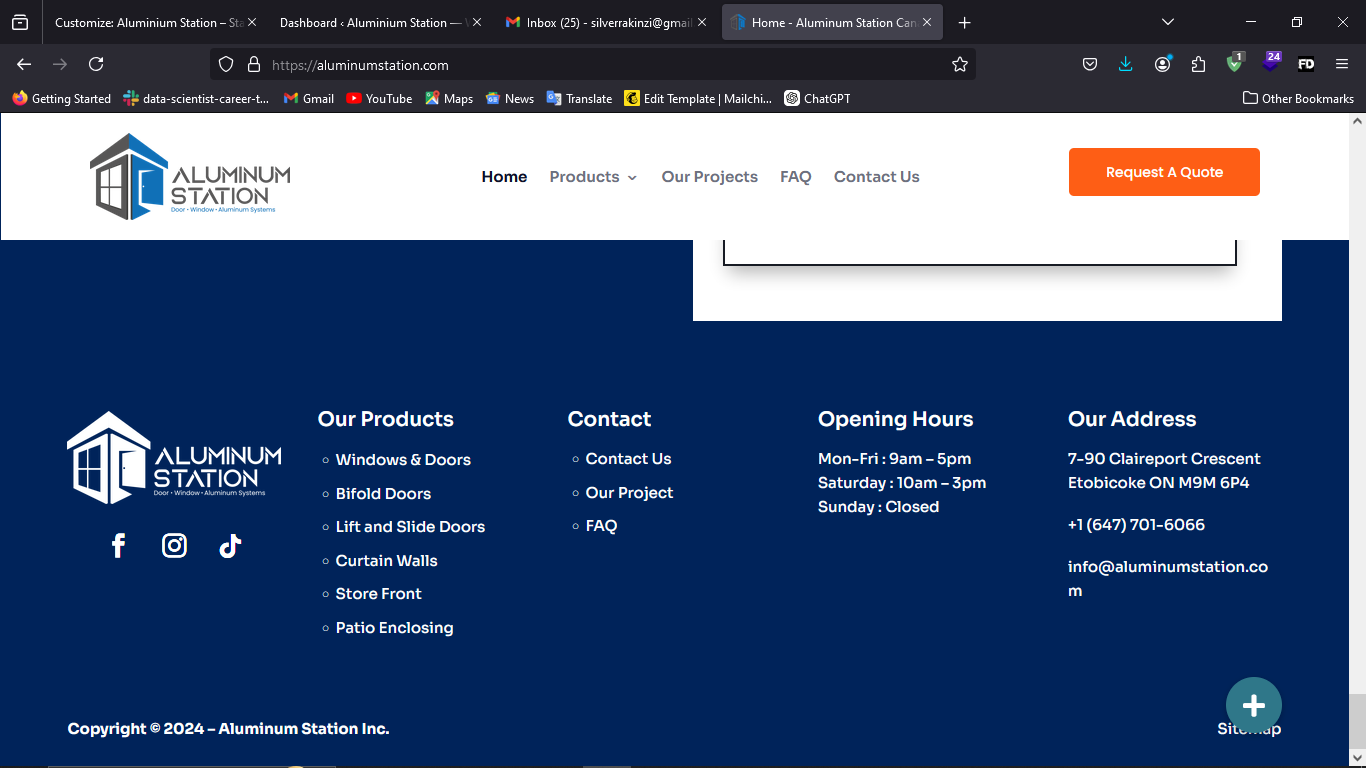 Customize: Aluminium Station – Sta
Dashboard ‹ Aluminium Station — W
Inbox (25) - silverrakinzi@gmail
Home - Aluminum Station Can
https://aluminumstation.com
1
24
FD
Getting Started
data-scientist-career-t...
Gmail
YouTube
Maps
News
Translate
Edit Template | Mailchi...
ChatGPT
Other Bookmarks
ALUMINUM
STATION
Door • Window • Aluminum Systems
Home
Products
Our Projects
FAQ
Contact Us
Request A Quote
ALUMINUM
STATION
Door • Window • Aluminum Systems
Our Products
Windows & Doors
Bifold Doors
Lift and Slide Doors
Curtain Walls
Store Front
Patio Enclosing
Contact
Contact Us
Our Project
FAQ
Opening Hours
Mon-Fri : 9am – 5pm
Saturday : 10am – 3pm
Sunday : Closed
Our Address
7-90 Claireport Crescent
Etobicoke ON M9M 6P4
+1 (647) 701-6066
info@aluminumstation.co
m
Copyright © 2024 – Aluminum Station Inc.
Sitemap